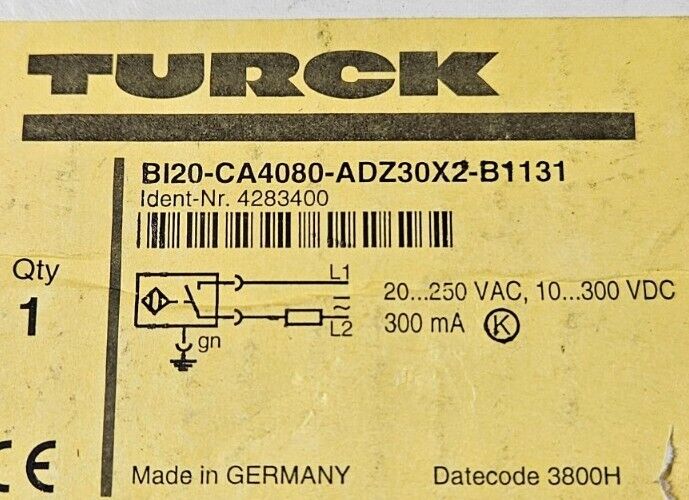 TURCK
BI20-CA4080-ADZ30X2-B1131
Ident-Nr. 4283400
Qty
1
L1
L2
gn
20...250 VAC, 10...300 VDC
300 mA K
CE
Made in GERMANY
Datecode 3800H